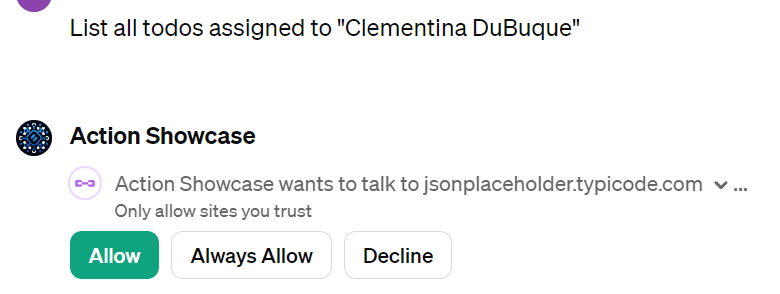 List all todos assigned to "Clementina DuBuque"
Action Showcase
Action Showcase wants to talk to jsonplaceholder.typicode.com ...
Only allow sites you trust
Allow Always Allow Decline